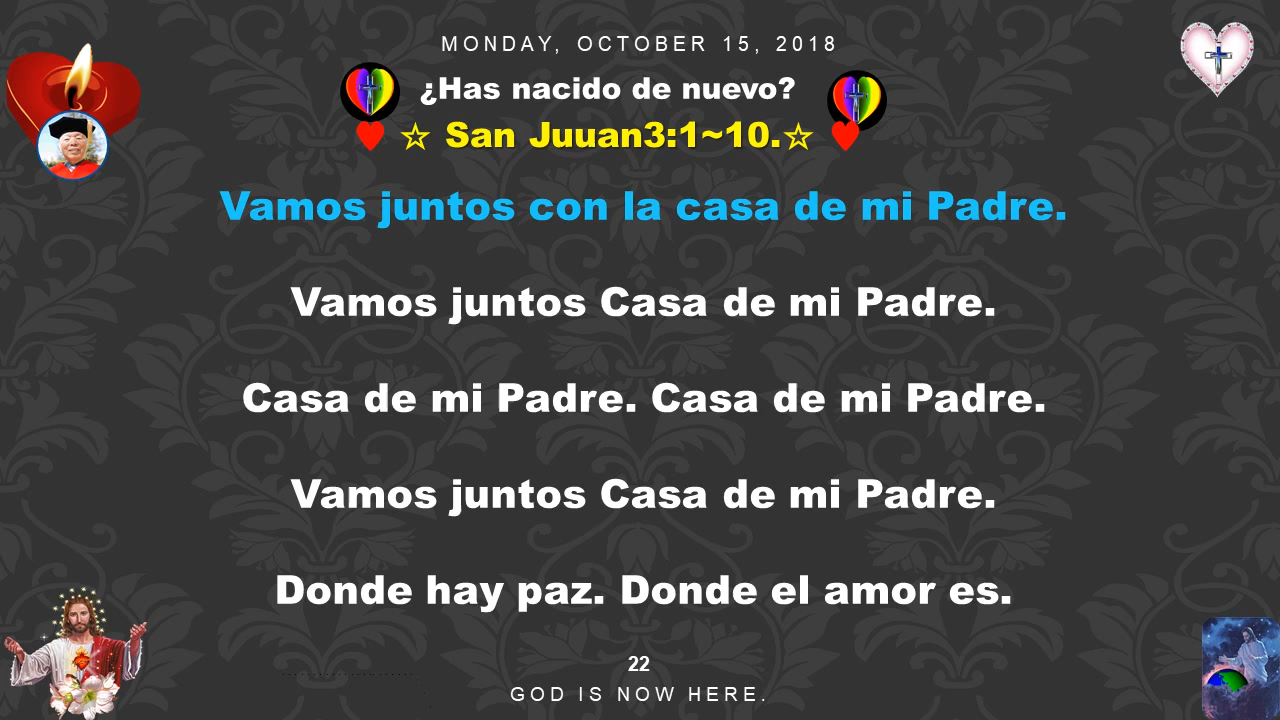 MONDAY, OCTOBER 15, 2018
¿Has nacido de nuevo?
♥ ☆ San Juuan3:1~10.☆ ♥
Vamos juntos con la casa de mi Padre.
Vamos juntos Casa de mi Padre.
Casa de mi Padre. Casa de mi Padre.
Vamos juntos Casa de mi Padre.
Donde hay paz. Donde el amor es.
22
GOD IS NOW HERE.